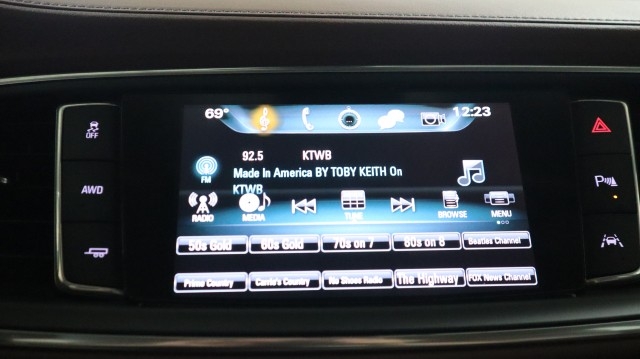 69° 12:23
OFF
92.5 KTWB
Made In America BY TOBY KEITH On
KTWB
FM
AWD
P
RADIO MEDIA TUNE BROWSE MENU
50s Gold 60s Gold 70s on 7 80s on 8 Beatles Channel
Prime Country Carrie's Country No Shoes Radio The Highway FOX News Channel